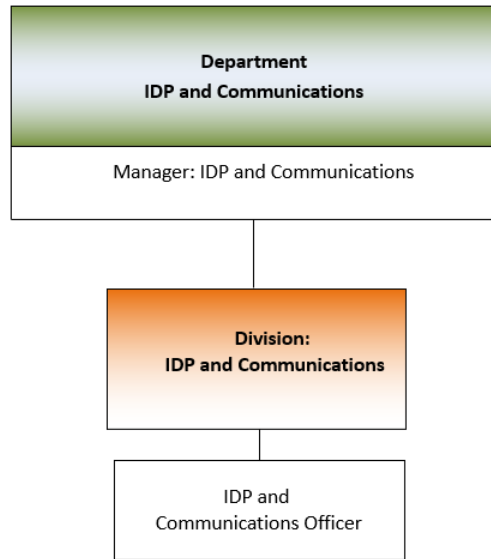 Department
IDP and Communications
Manager: IDP and Communications
Division:
IDP and Communications
IDP and
Communications Officer